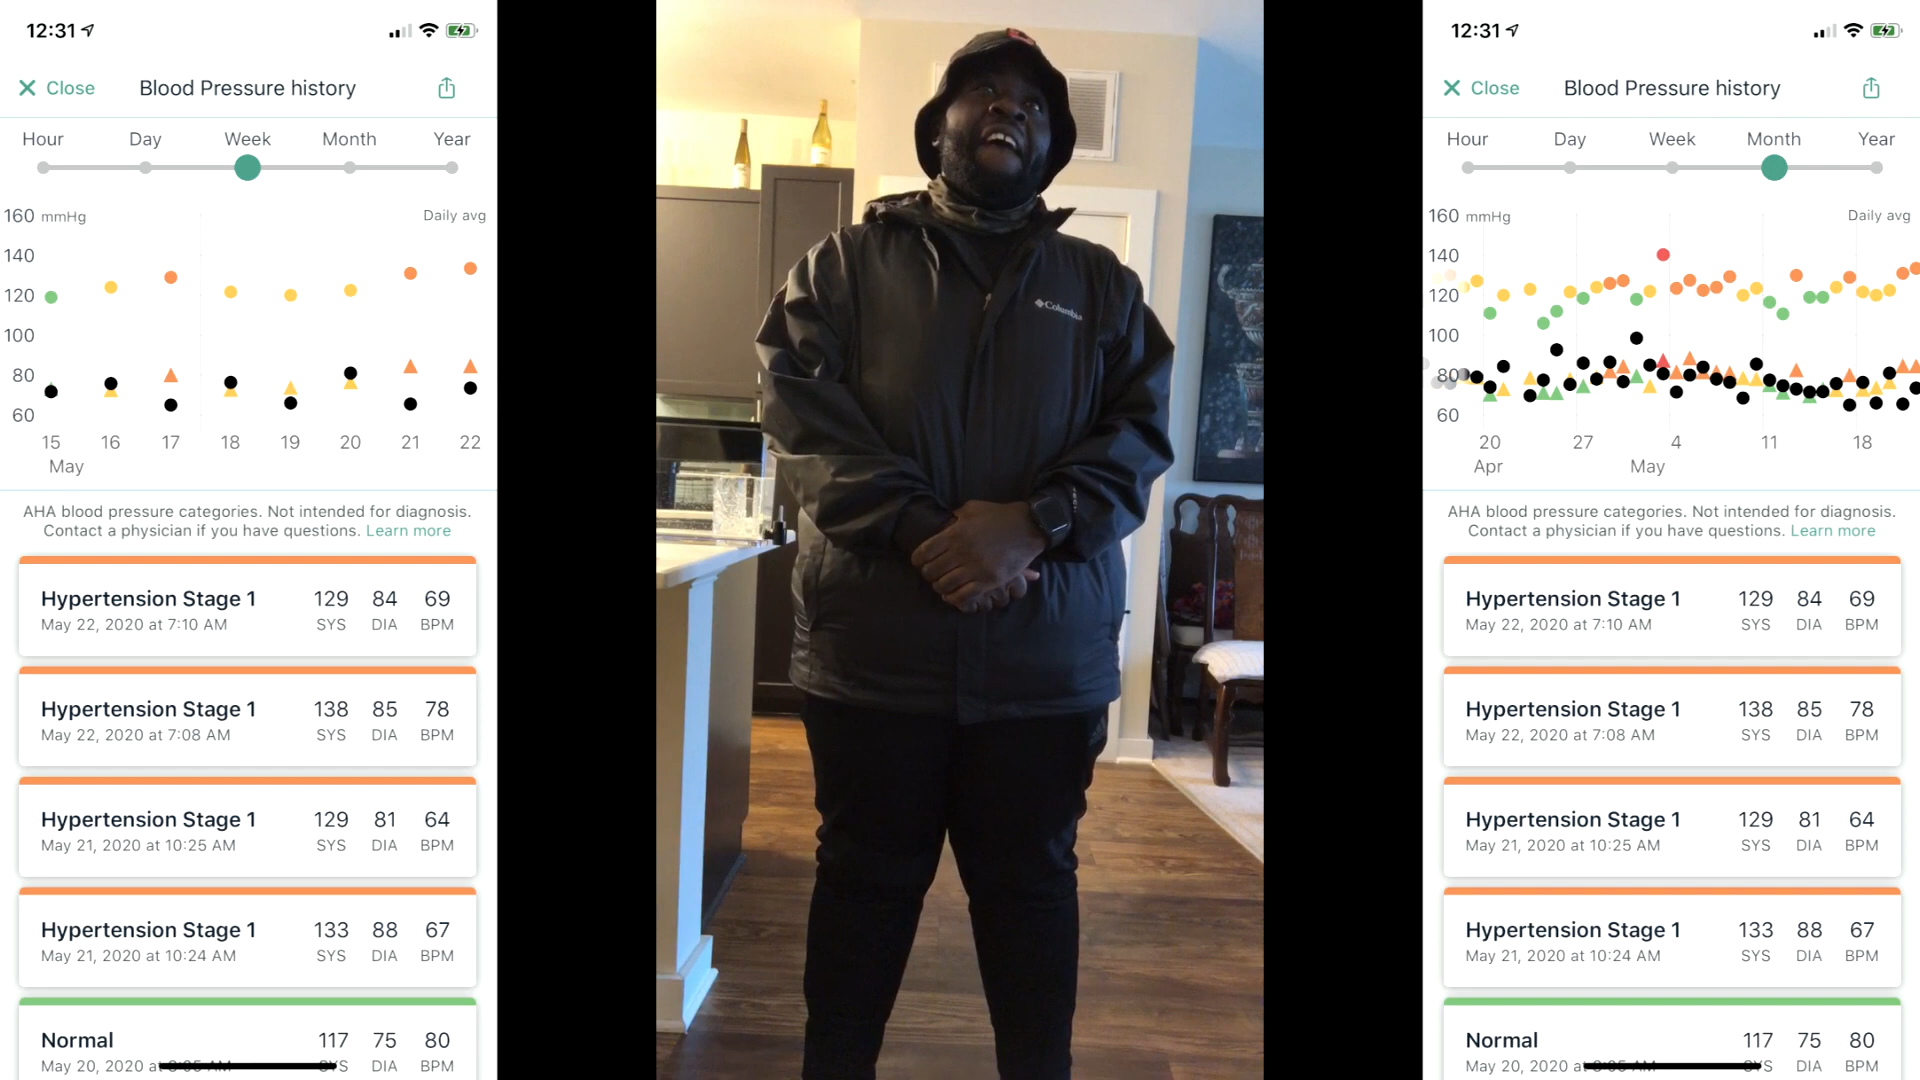 12:31
Close Blood Pressure history
Hour Day Week Month Year
160 mmHg Daily avg
140
120
100
80
60
15 16 17 18 19 20 21 22
May
AHA blood pressure categories. Not intended for diagnosis.
Contact a physician if you have questions. Learn more
Hypertension Stage 1 129 84 69
May 22, 2020 at 7:10 AM SYS DIA BPM
Hypertension Stage 1 138 85 78
May 22, 2020 at 7:08 AM SYS DIA BPM
Hypertension Stage 1 129 81 64
May 21, 2020 at 10:25 AM SYS DIA BPM
Hypertension Stage 1 133 88 67
May 21, 2020 at 10:24 AM SYS DIA BPM
Normal 117 75 80
May 20, 2020 at SYS DIA BPM
Columbia
12:31
Close Blood Pressure history
Hour Day Week Month Year
160 mmHg Daily avg
140
120
100
80
60
20 27 4 11 18
Apr May
AHA blood pressure categories. Not intended for diagnosis.
Contact a physician if you have questions. Learn more
Hypertension Stage 1 129 84 69
May 22, 2020 at 7:10 AM SYS DIA BPM
Hypertension Stage 1 138 85 78
May 22, 2020 at 7:08 AM SYS DIA BPM
Hypertension Stage 1 129 81 64
May 21, 2020 at 10:25 AM SYS DIA BPM
Hypertension Stage 1 133 88 67
May 21, 2020 at 10:24 AM SYS DIA BPM
Normal 117 75 80
May 20, 2020 at SYS DIA BPM